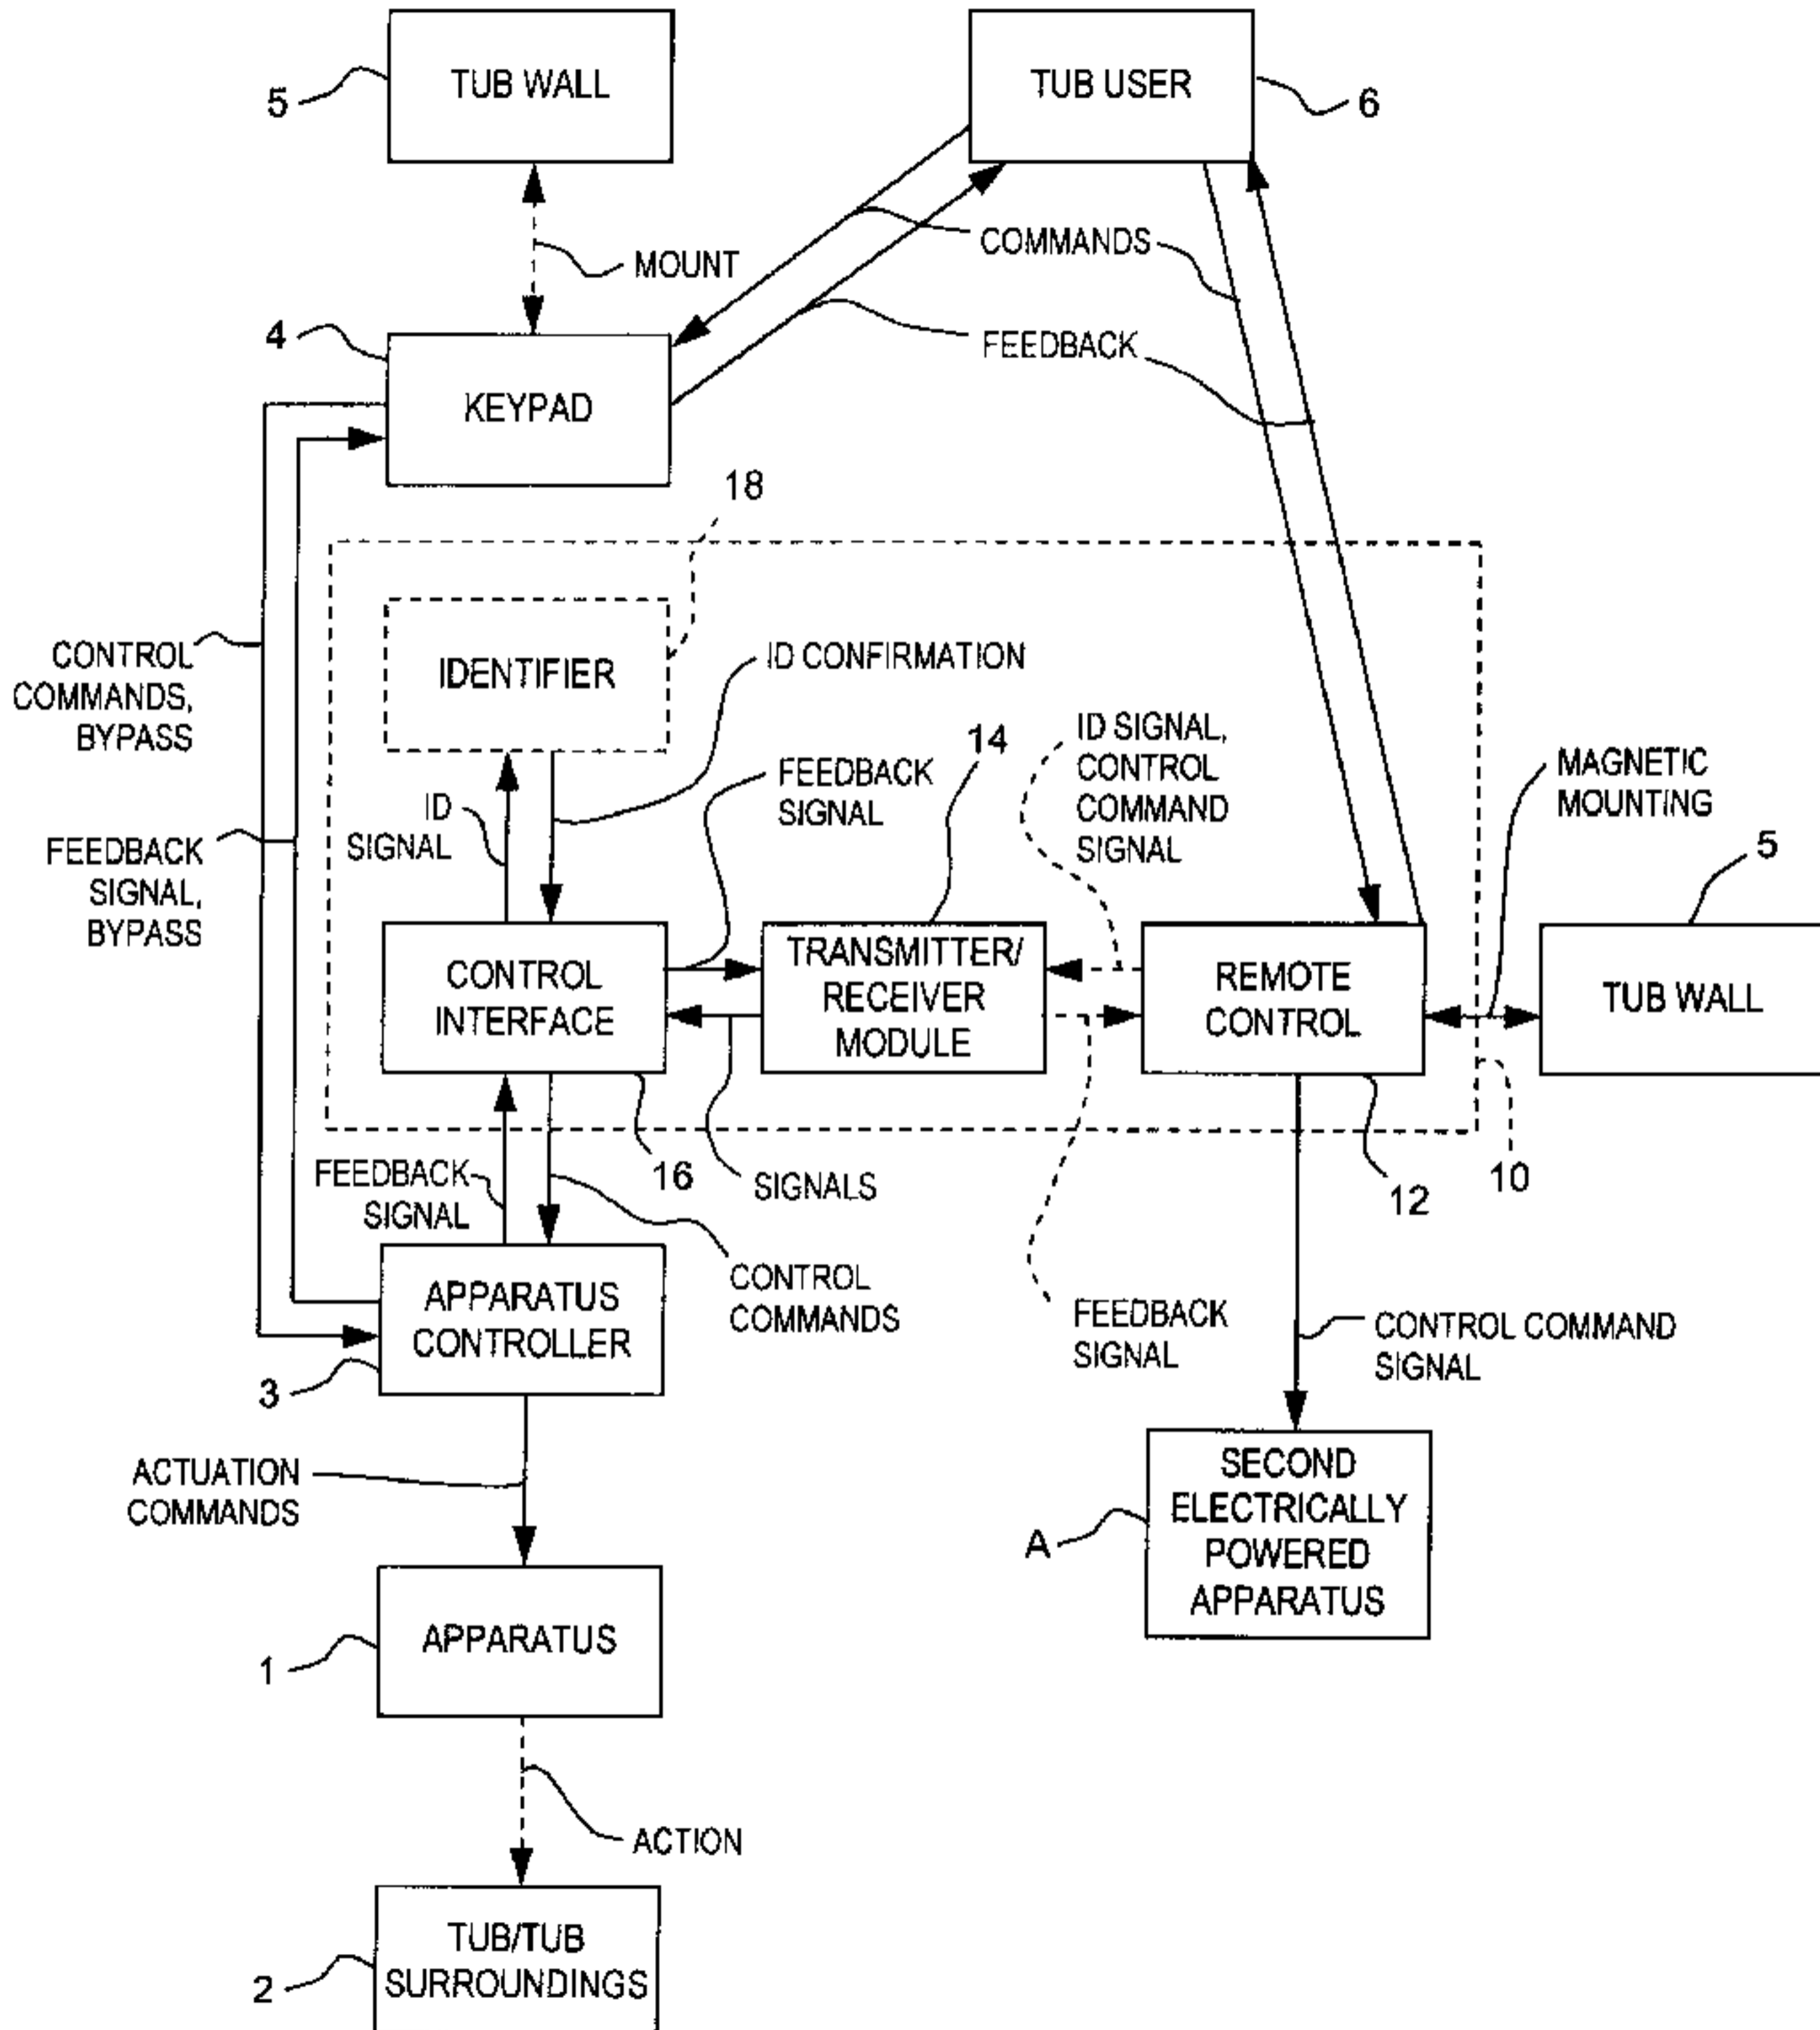 TUB WALL
5
TUB USER
6
MOUNT
COMMANDS
FEEDBACK
4
KEYPAD
18
CONTROL
COMMANDS,
BYPASS
FEEDBACK
SIGNAL,
BYPASS
IDENTIFIER
ID CONFIRMATION
ID
SIGNAL
FEEDBACK
SIGNAL
14
ID SIGNAL,
CONTROL
COMMAND
SIGNAL
MAGNETIC
MOUNTING
5
CONTROL
INTERFACE
TRANSMITTER/
RECEIVER
MODULE
REMOTE
CONTROL
TUB WALL
16
SIGNALS
12
10
FEEDBACK
SIGNAL
CONTROL
COMMANDS
FEEDBACK
SIGNAL
CONTROL COMMAND
SIGNAL
APPARATUS
CONTROLLER
3
ACTUATION
COMMANDS
SECOND
ELECTRICALLY
POWERED
APPARATUS
A
APPARATUS
1
ACTION
TUB/TUB
SURROUNDINGS
2